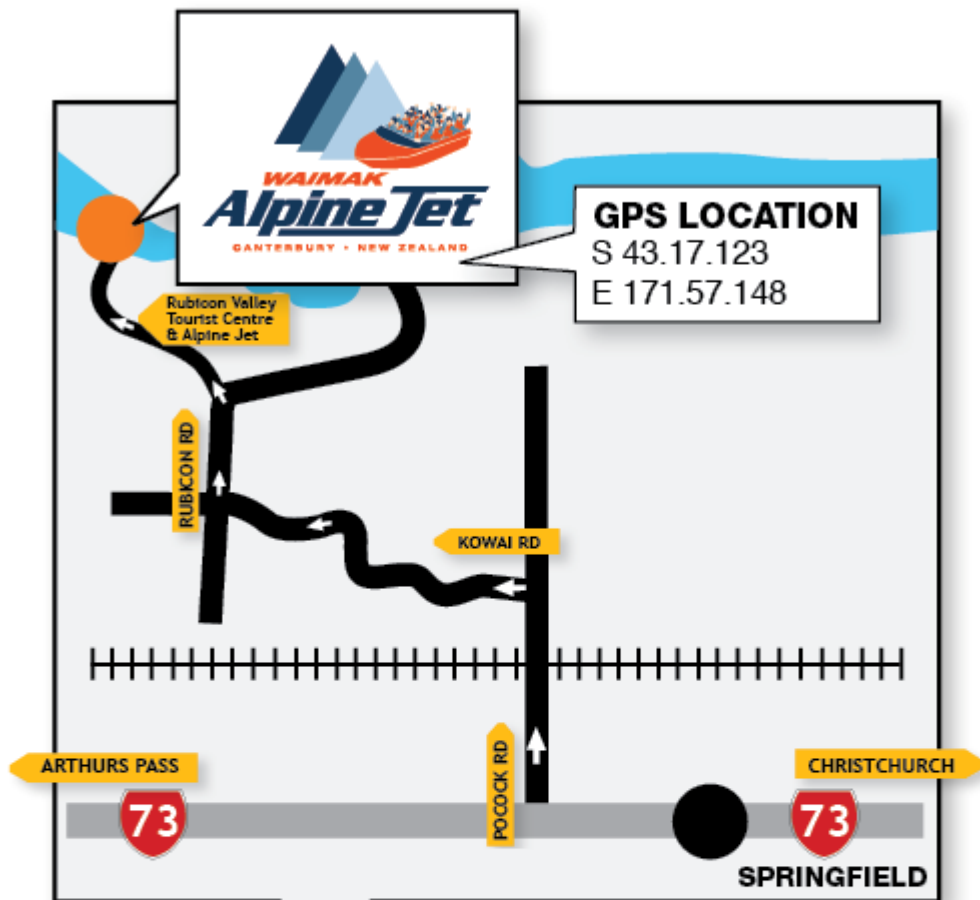 WAIMAK
Alpine Jet
CANTERBURY • NEW ZEALAND
GPS LOCATION
S 43.17.123
E 171.57.148
Rubicon Valley
Tourist Centre
& Alpine Jet
RUBICON RD
KOWAI RD
ARTHURS PASS
POCOCK RD
CHRISTCHURCH
73
73
SPRINGFIELD